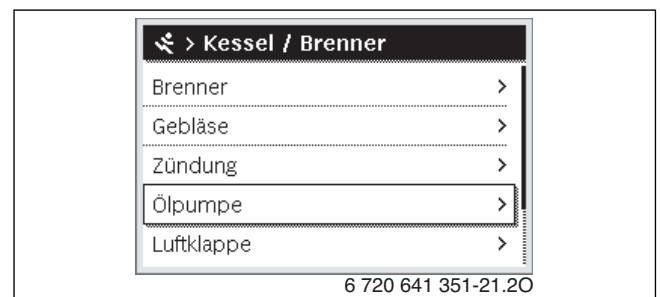 > Kessel / Brenner
Brenner >
Gebläse >
Zündung >
Ölpumpe >
Luftklappe >
6 720 641 351-21.2O